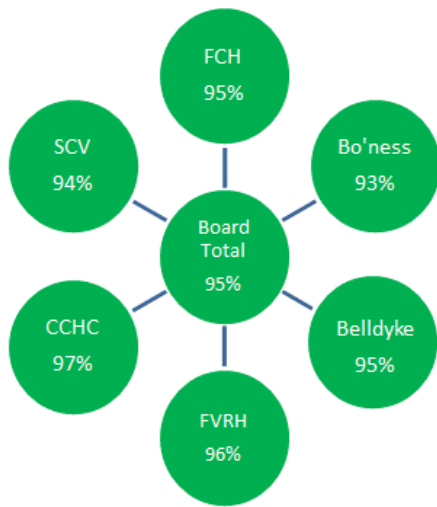 FCH
95%
SCV
94%
Bo'ness
93%
Board
Total
95%
CCHC
97%
Belldyke
95%
FVRH
96%